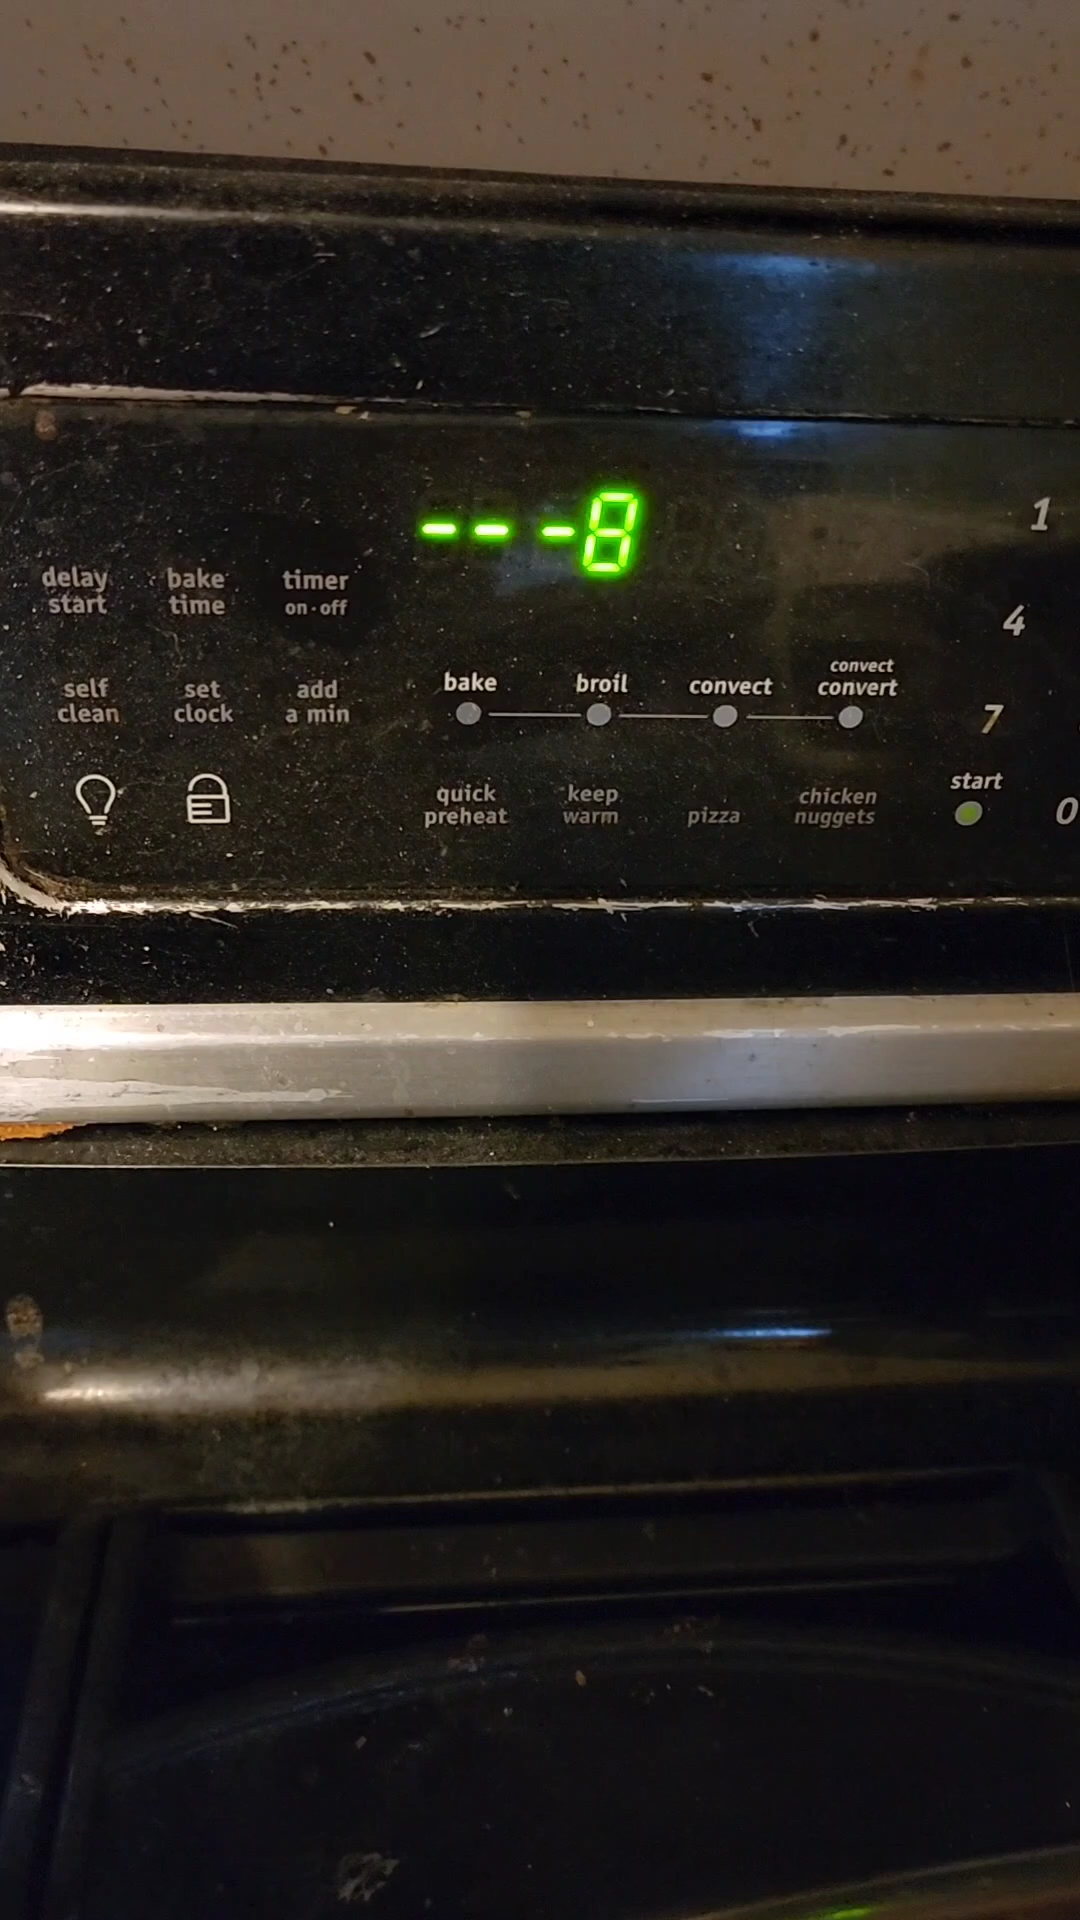 ---8
1
delay start
bake time
timer on·off
4
self clean
set clock
add a min
bake
broil
convect
convect convert
7
quick preheat
keep warm
pizza
chicken nuggets
start
0